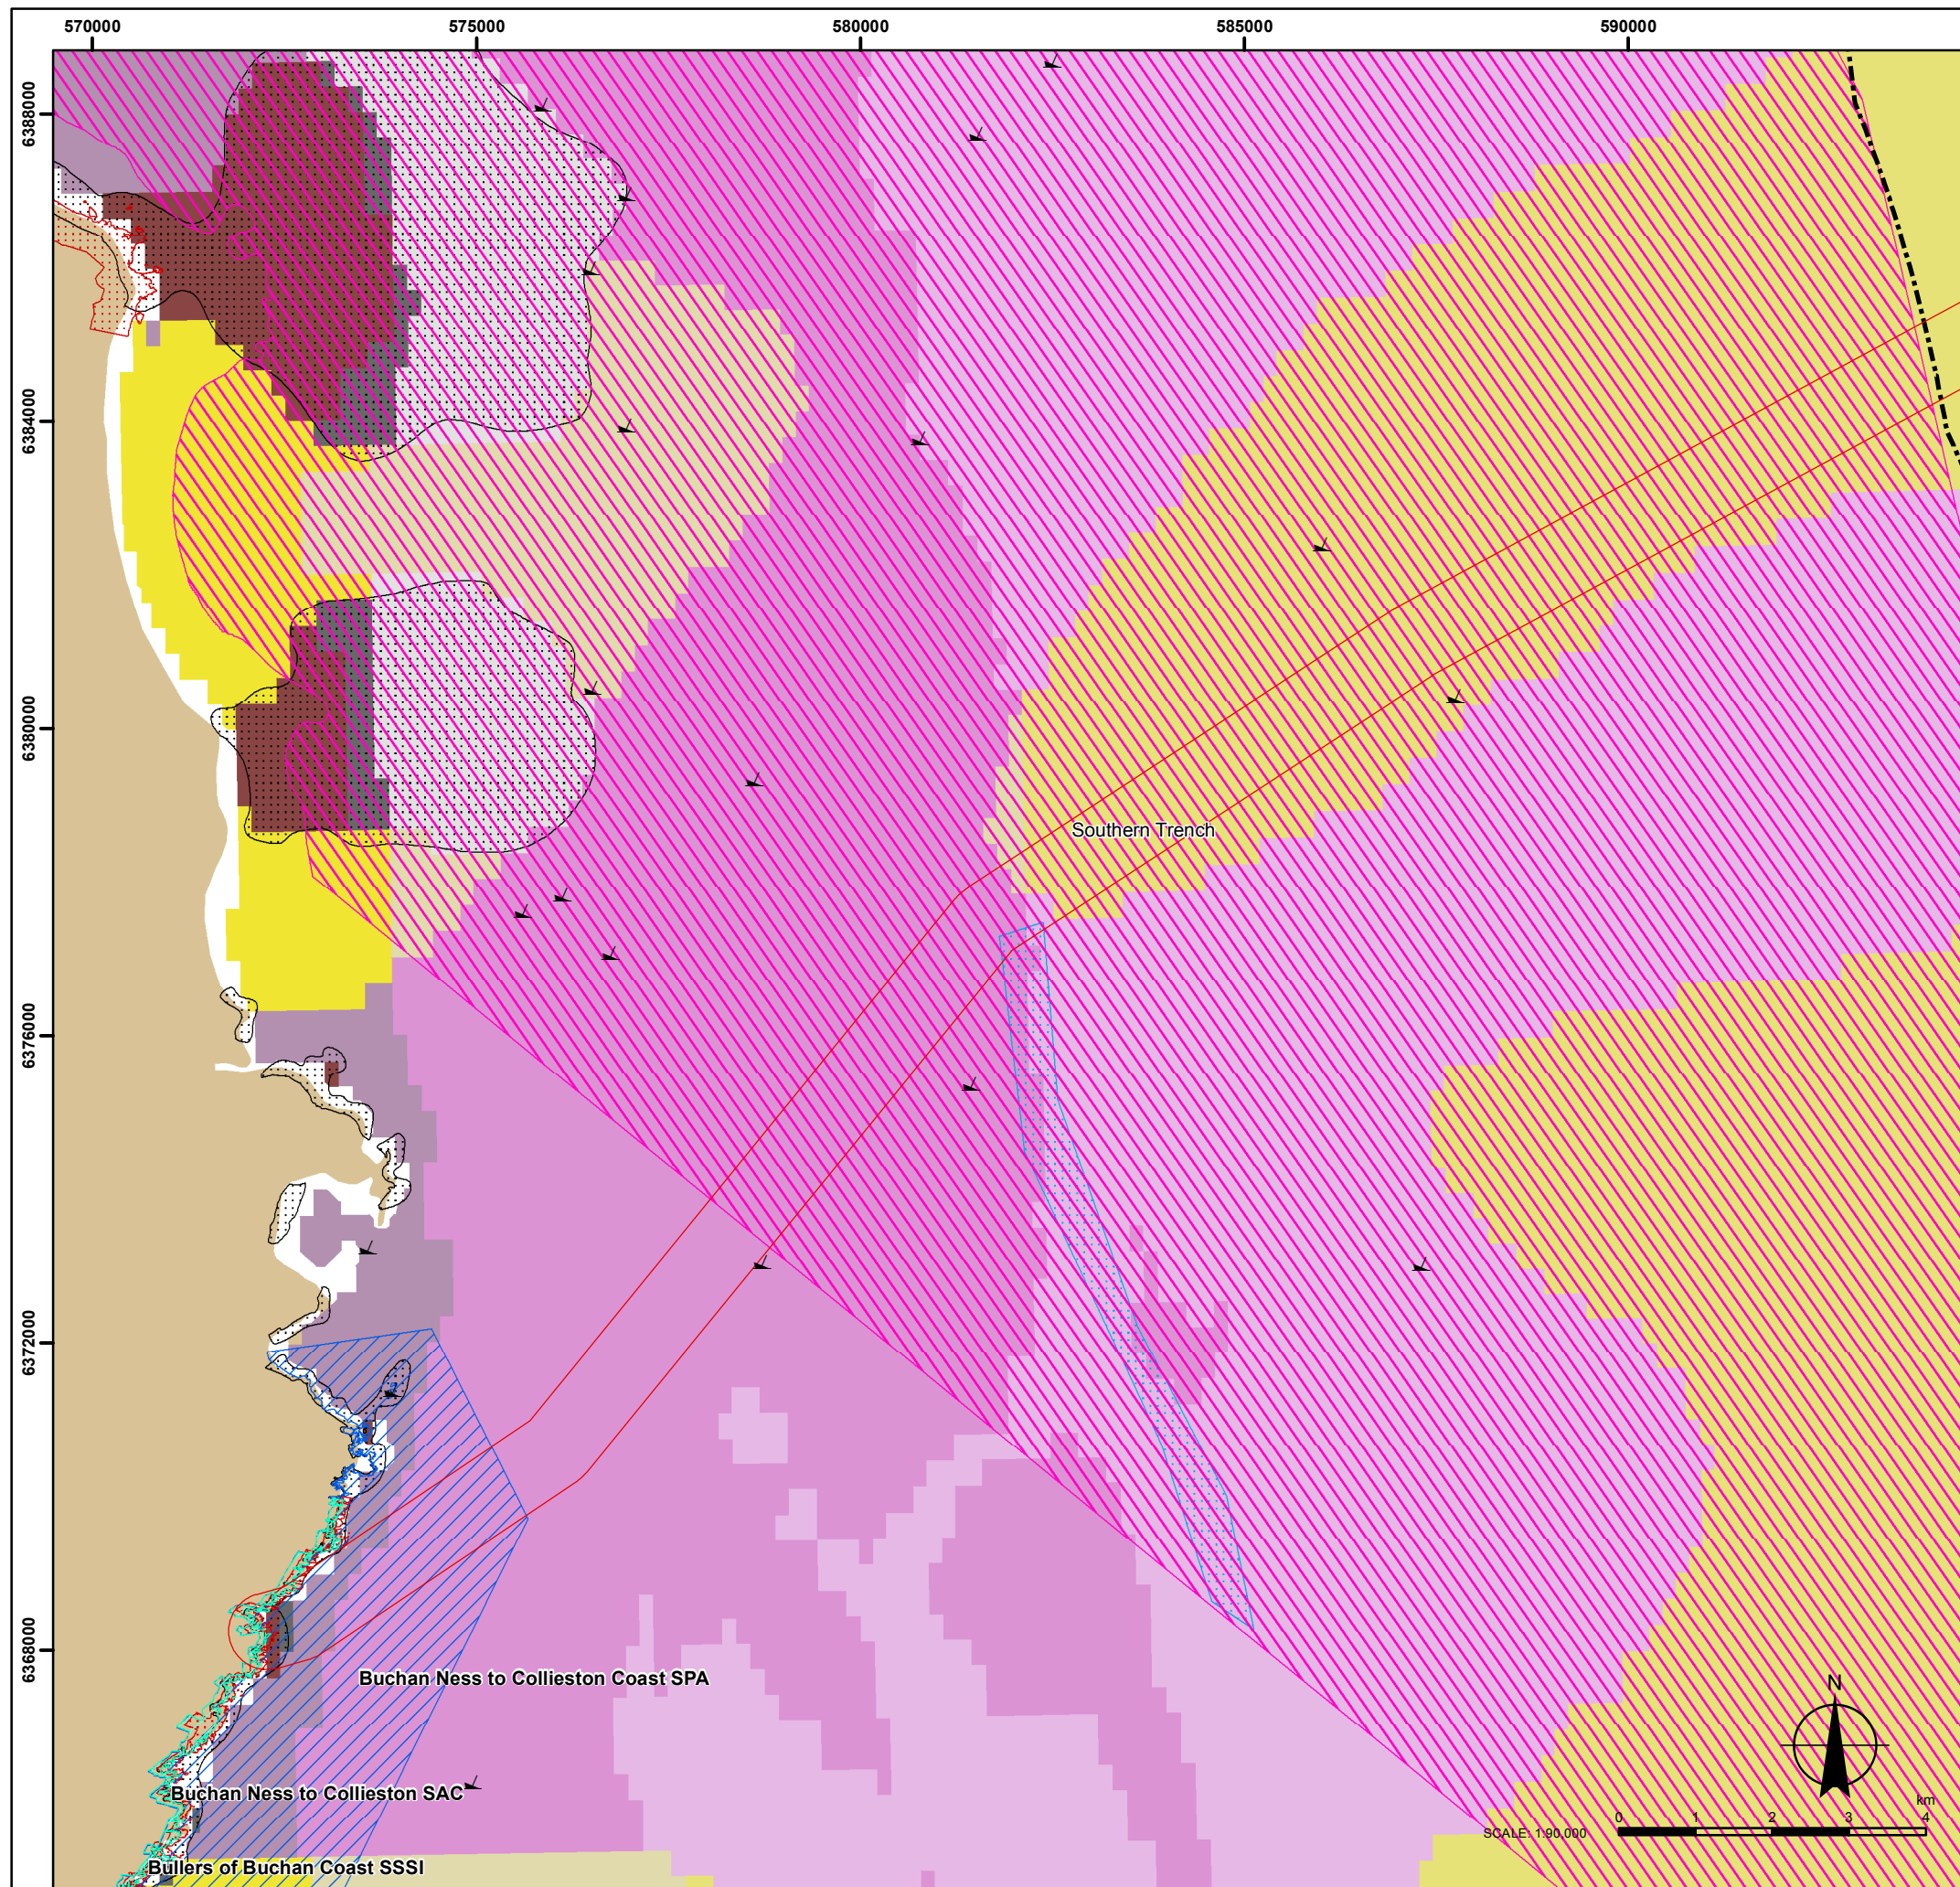 570000 575000 580000 585000 590000
6388000
6384000
6380000
Southern Trench
6376000
6372000
6368000
Buchan Ness to Collieston Coast SPA
N
Buchan Ness to Collieston SAC
km
0 1 2 3 4
SCALE: 1:90,000
Bullers of Buchan Coast SSSI